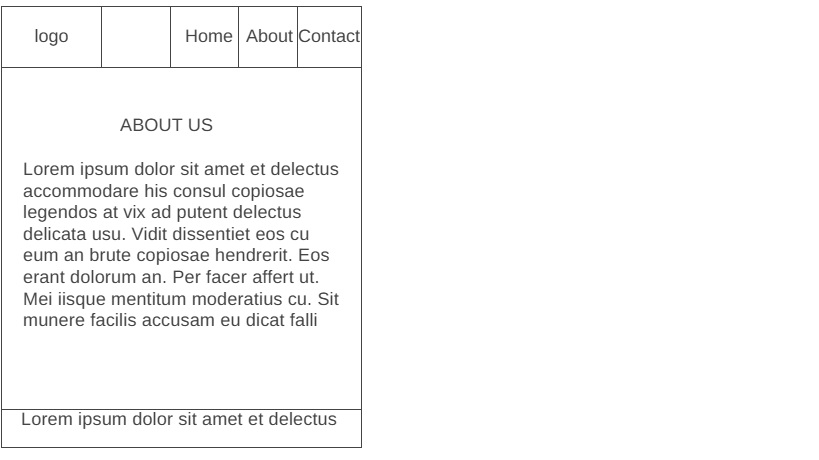 logo Home About Contact
ABOUT US
Lorem ipsum dolor sit amet et delectus
accommodare his consul copiosae
legendos at vix ad putent delectus
delicata usu. Vidit dissentiet eos cu
eum an brute copiosae hendrerit. Eos
erant dolorum an. Per facer affert ut.
Mei iisque mentitum moderatius cu. Sit
munere facilis accusam eu dicat falli
Lorem ipsum dolor sit amet et delectus